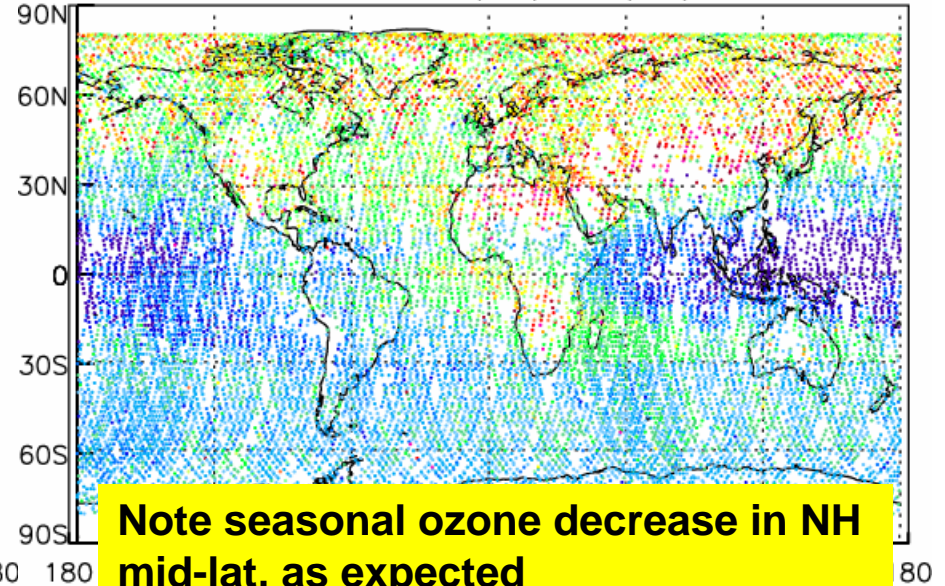 90N
60N
30N
0
30S
60S
90S
180
80
Note seasonal ozone decrease in NH
mid-lat, as expected